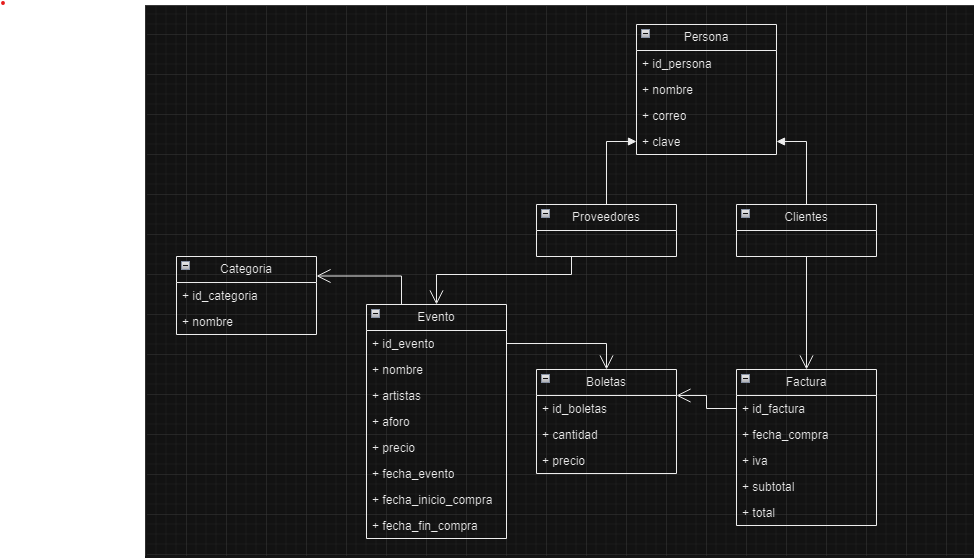 Persona
+ id_persona
+ nombre
+ correo
+ clave
Proveedores
Clientes
Categoria
+ id_categoria
+ nombre
Evento
+ id_evento
+ nombre
+ artistas
+ aforo
+ precio
+ fecha_evento
+ fecha_inicio_compra
+ fecha_fin_compra
Boletas
+ id_boletas
+ cantidad
+ precio
Factura
+ id_factura
+ fecha_compra
+ iva
+ subtotal
+ total